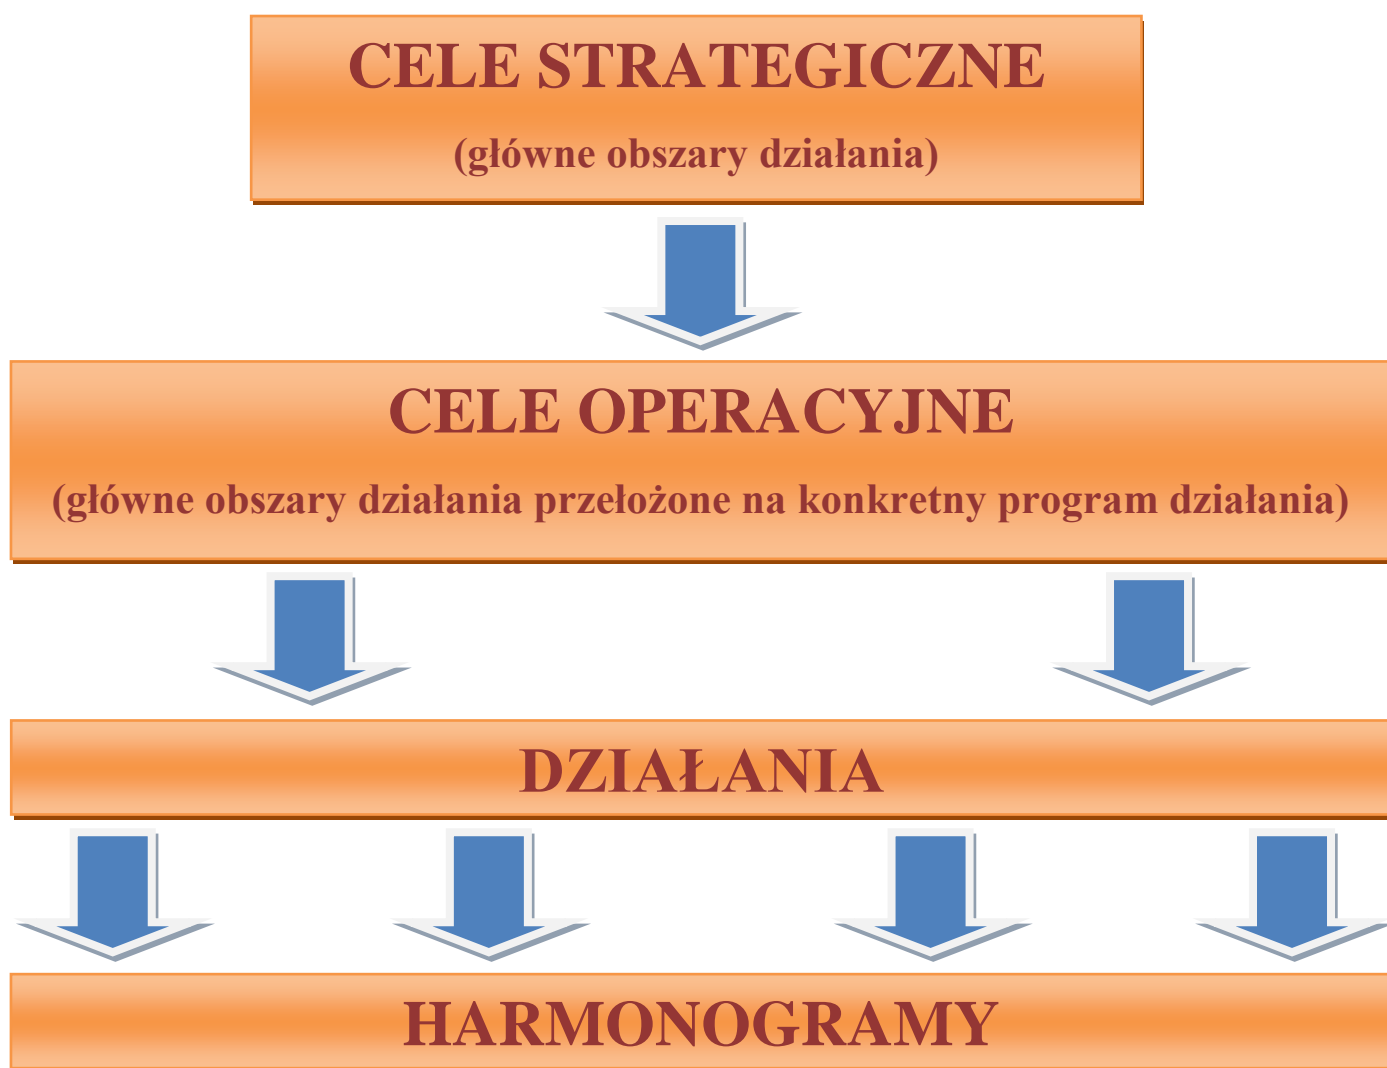 CELE STRATEGICZNE
(główne obszary działania)
CELE OPERACYJNE
(główne obszary działania przełożone na konkretny program działania)
DZIAŁANIA
HARMONOGRAMY